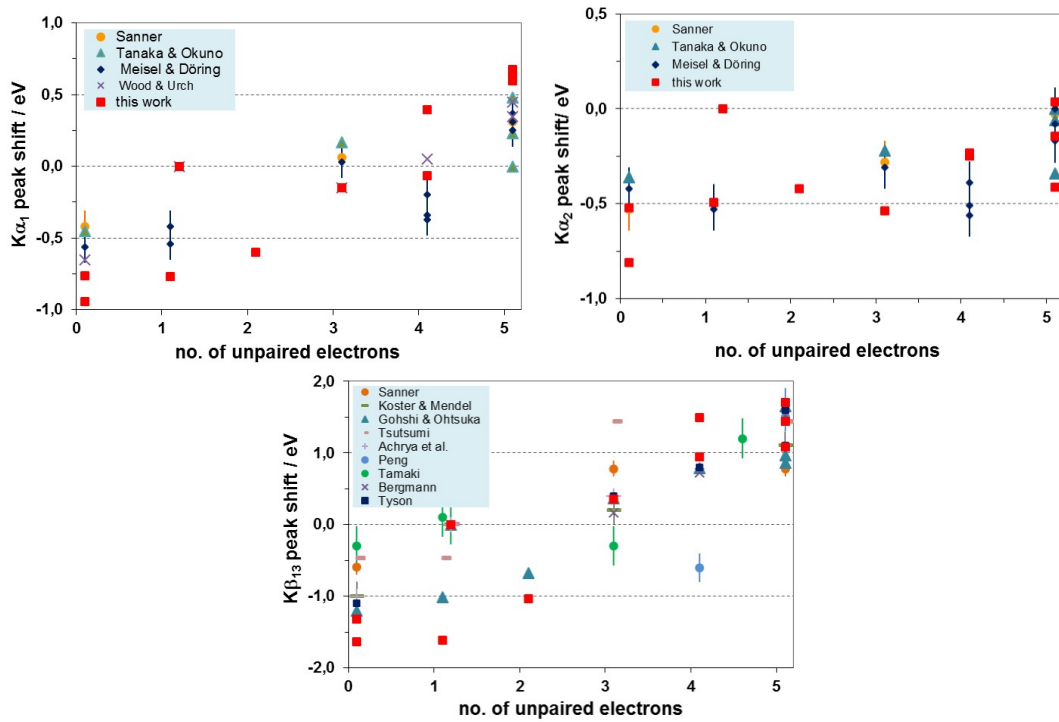 Kα₁ peak shift / eV
1,0
0,5
0,0
-0,5
-1,0
Sanner
Tanaka & Okuno
Meisel & Döring
Wood & Urch
this work
0 1 2 3 4 5
no. of unpaired electrons
Kα₂ peak shift/ eV
0,5
0,0
-0,5
-1,0
Sanner
Tanaka & Okuno
Meisel & Döring
this work
0 1 2 3 4 5
no. of unpaired electrons
Kβ₁₃ peak shift / eV
2,0
1,0
0,0
-1,0
-2,0
Sanner
Koster & Mendel
Gohshi & Ohtsuka
Tsutsumi
Achrya et al.
Peng
Tamaki
Bergmann
Tyson
0 1 2 3 4 5
no. of unpaired electrons